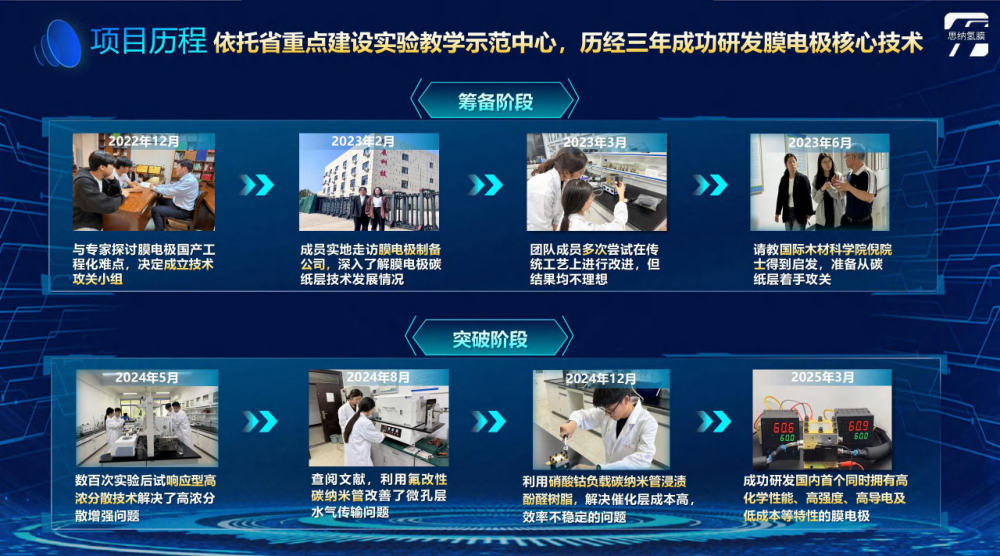 项目历程 依托省重点建设实验教学示范中心，历经三年成功研发膜电极核心技术
思纳氢膜
筹备阶段
2022年12月
与专家探讨膜电极国产工
程化难点，决定成立技术
攻关小组
2023年2月
成员实地走访膜电极制备
公司，深入了解膜电极碳
纸层技术发展情况
2023年3月
团队成员多次尝试在传
统工艺上进行改进，但
结果均不理想
2023年6月
请教国际木材科学院倪院
士得到启发，准备从碳
纸层着手攻关
突破阶段
2024年5月
数百次实验后试响应型高
浓分散技术解决了高浓分
散增强问题
2024年8月
查阅文献，利用氟改性
碳纳米管改善了微孔层
水气传输问题
2024年12月
利用硝酸钴负载碳纳米管浸渍
酚醛树脂，解决催化层成本高，
效率不稳定的问题
2025年3月
60.6
60.0
60.9
60.0
成功研发国内首个同时拥有高
化学性能、高强度、高导电及
低成本等特性的膜电极